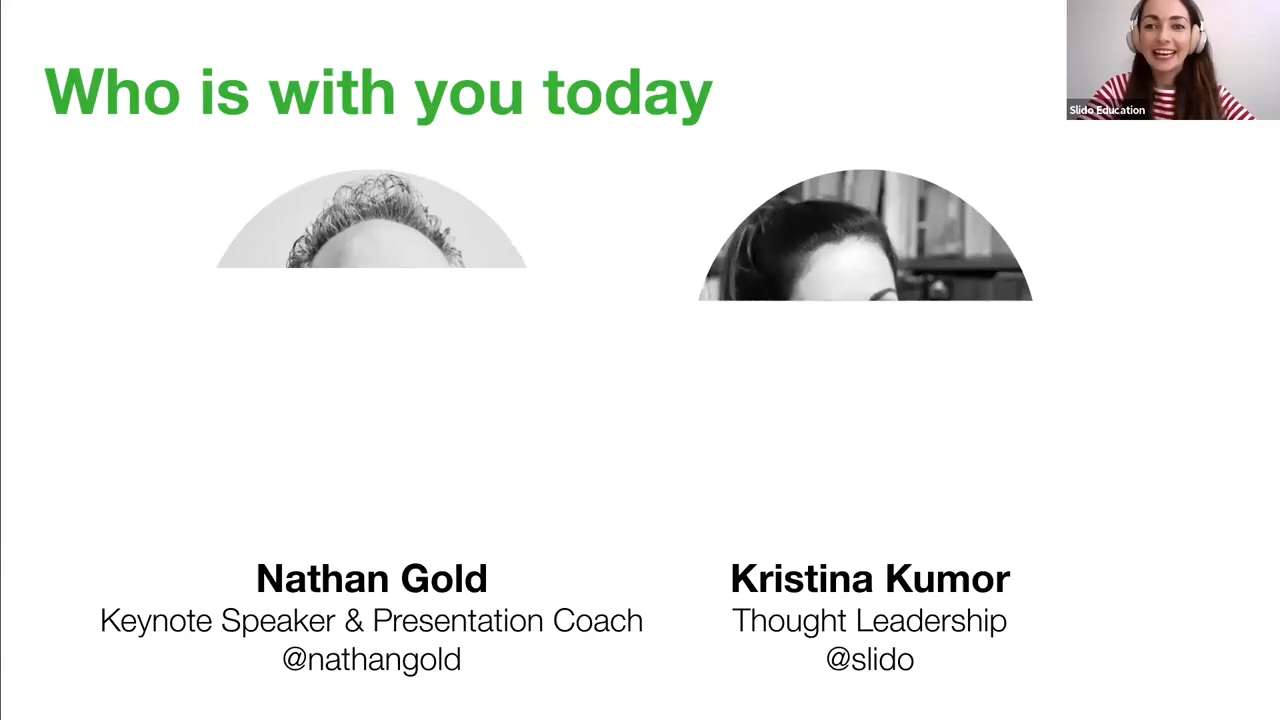 Who is with you today
Slido Education
Nathan Gold
Keynote Speaker & Presentation Coach
@nathangold
Kristina Kumor
Thought Leadership
@slido